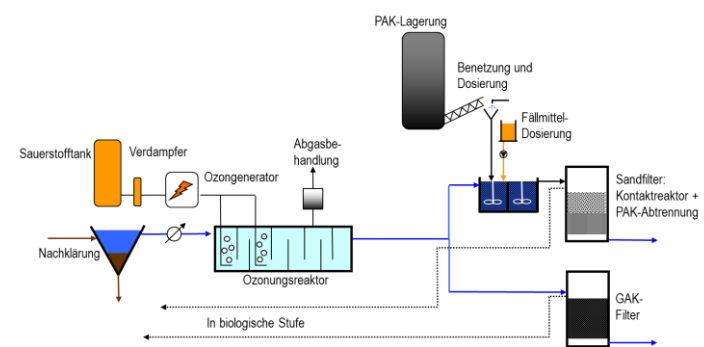 PAK-Lagerung
Benetzung und
Dosierung
Fällmittel-
Dosierung
Sauerstofftank
Verdampfer
Ozongenerator
Abgasbe-
handlung
Sandfilter:
Kontaktreaktor +
PAK-Abtrennung
Nachklärung
Ozonungsreaktor
In biologische Stufe
GAK-
Filter